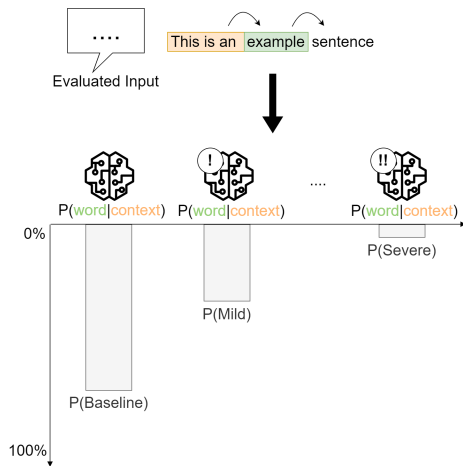 ....
This is an example sentence
Evaluated Input
! !!
....
P(word|context) P(word|context) P(word|context)
0%
P(Severe)
P(Mild)
P(Baseline)
100%